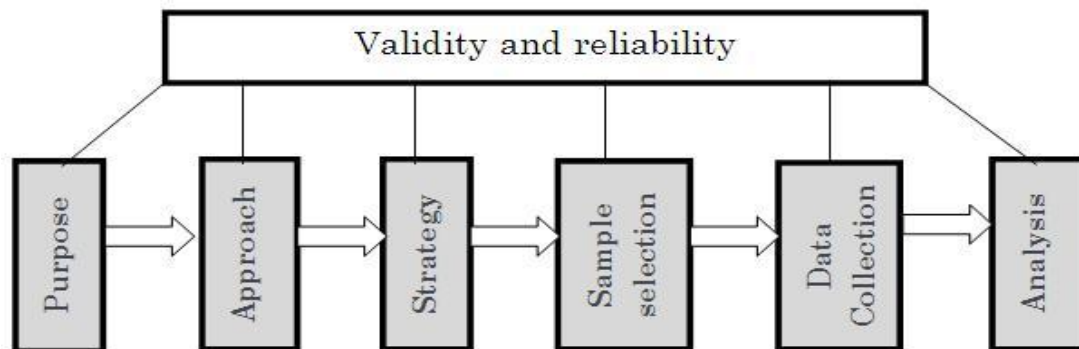 Validity and reliability
Purpose
Approach
Strategy
Sample
selection
Data
Collection
Analysis